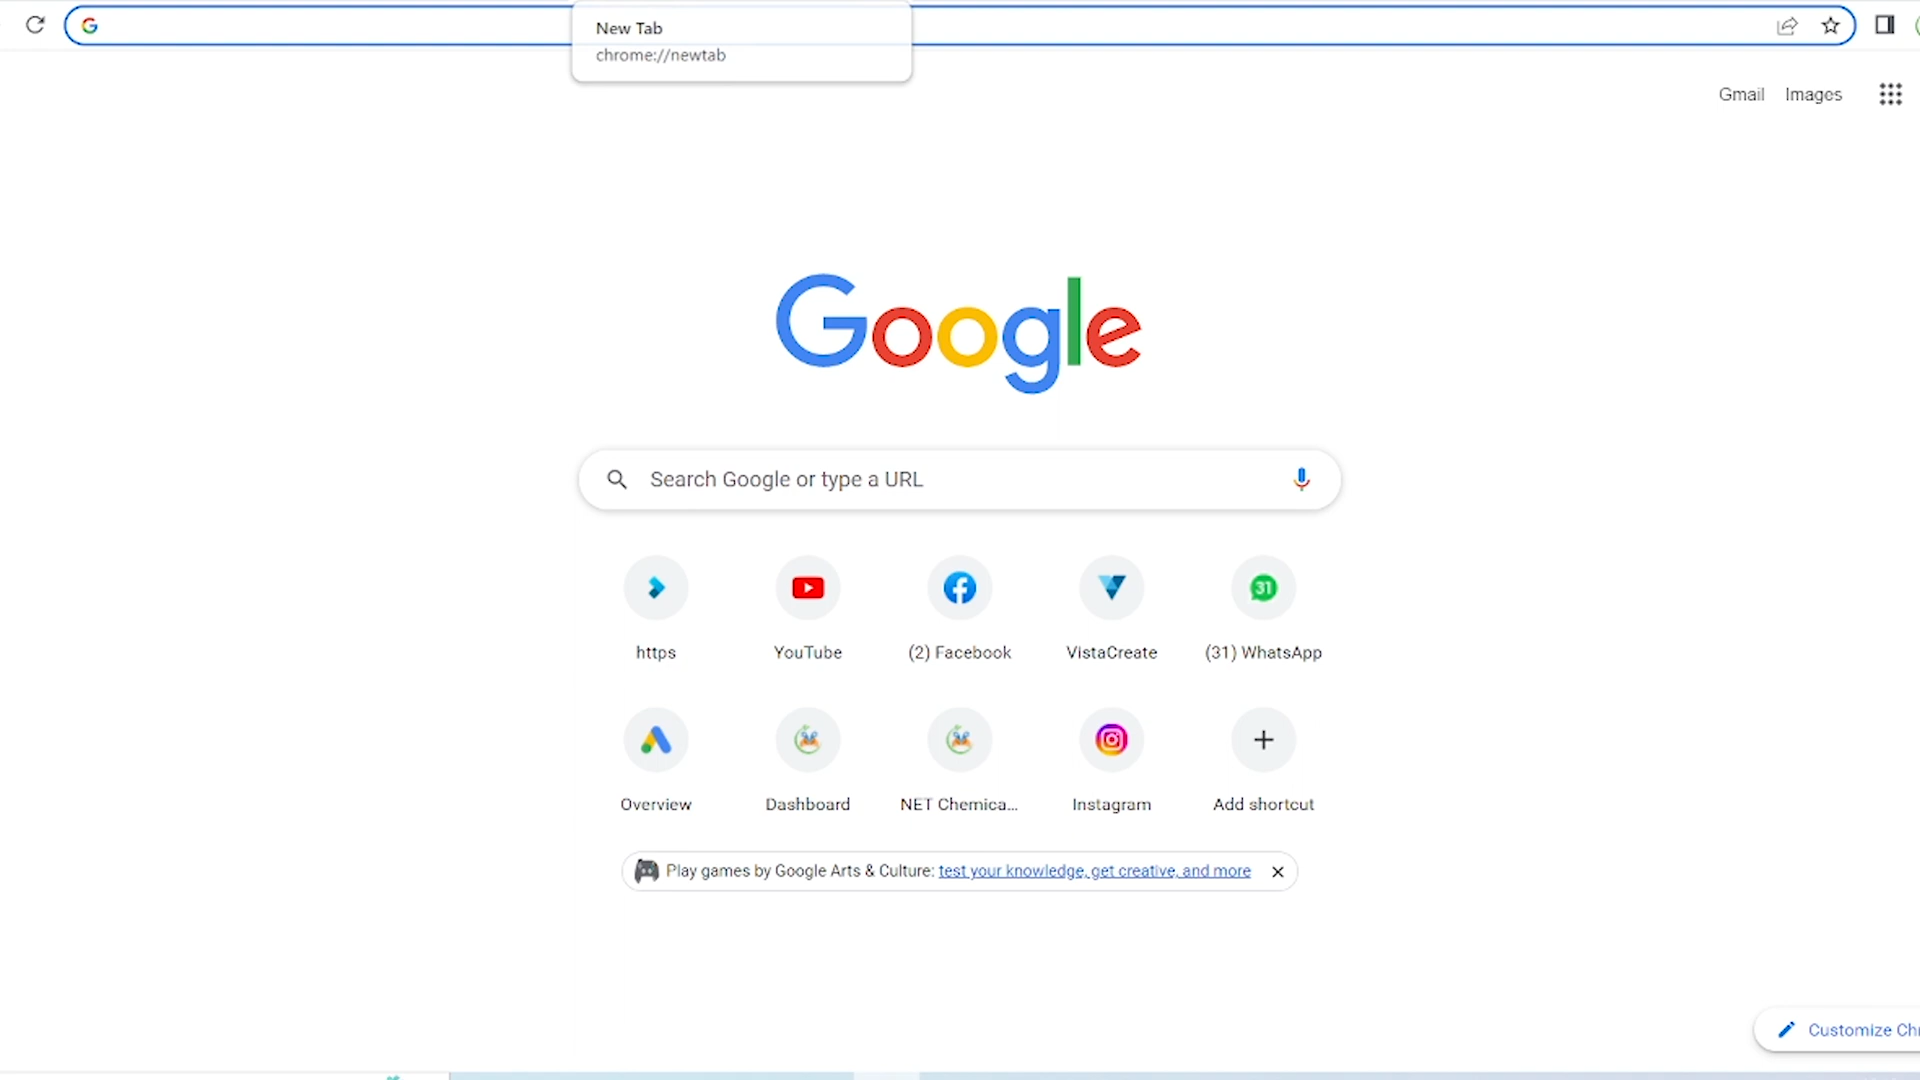 New Tab
chrome://newtab
Gmail Images
Google
Search Google or type a URL
https YouTube (2) Facebook VistaCreate 31 (31) WhatsApp
Overview Dashboard NET Chemica... Instagram Add shortcut
Play games by Google Arts & Culture: test your knowledge, get creative, and more
Customize Chr